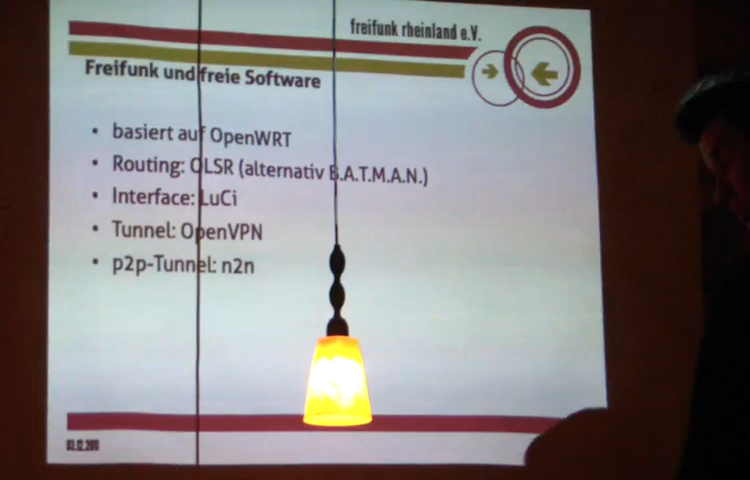 freifunk rheinland e.V.
Freifunk und freie Software
• basiert auf OpenWRT
• Routing: OLSR (alternativ B.A.T.M.A.N.)
• Interface: LuCi
• Tunnel: OpenVPN
• p2p-Tunnel: n2n